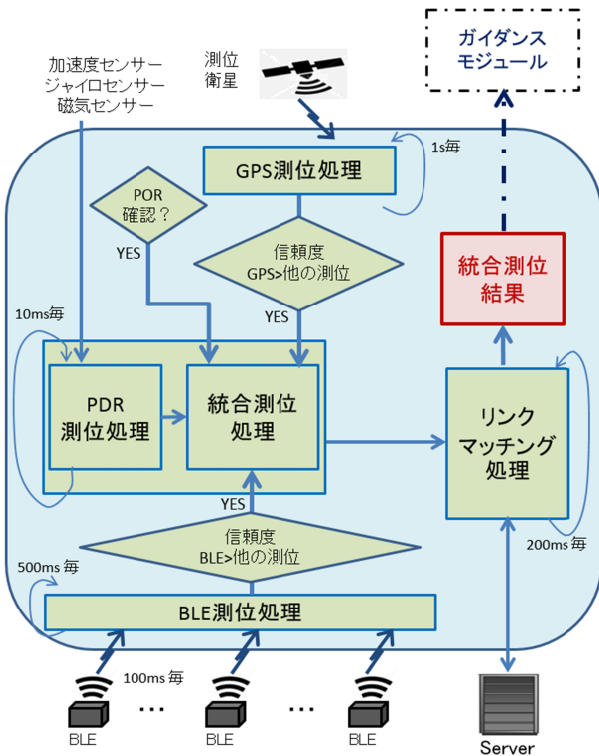 ガイダンス
モジュール
加速度センサー
ジャイロセンサー
磁気センサー
測位
衛星
GPS測位処理
1s毎
POR
確認？
YES
信頼度
GPS>他の測位
YES
統合測位
結果
10ms毎
PDR
測位処理
統合測位
処理
リンク
マッチング
処理
YES
信頼度
BLE>他の測位
200ms 毎
500ms 毎
BLE測位処理
100ms 毎
BLE
…
BLE
…
BLE
Server